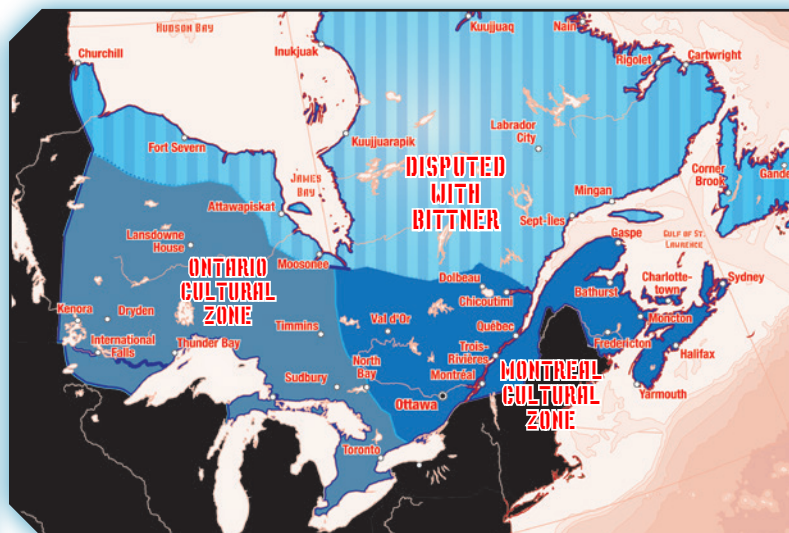 Hudson Bay
Churchill
Inukjuak
Kuujjuaq
Nain
Rigolet
Cartwright
Fort Severn
Kuujjuarapik
Labrador
City
James
Bay
DISPUTED
WITH
BITTNER
Corner
Brook
Gande
Attawapiskat
Mingan
Sept-Îles
Lansdowne
House
Moosonee
Gaspe
Gulf of St.
Lawrence
ONTARIO
CULTURAL
ZONE
Dolbeau
Chicoutimi
Bathurst
Charlotte-
town
Sydney
Kenora
Dryden
Timmins
Val d'Or
Québec
Moncton
International
Falls
Thunder Bay
Trois-
Rivières
Fredericton
Halifax
Sudbury
North
Bay
Montréal
MONTREAL
CULTURAL
ZONE
Yarmouth
Ottawa
Toronto